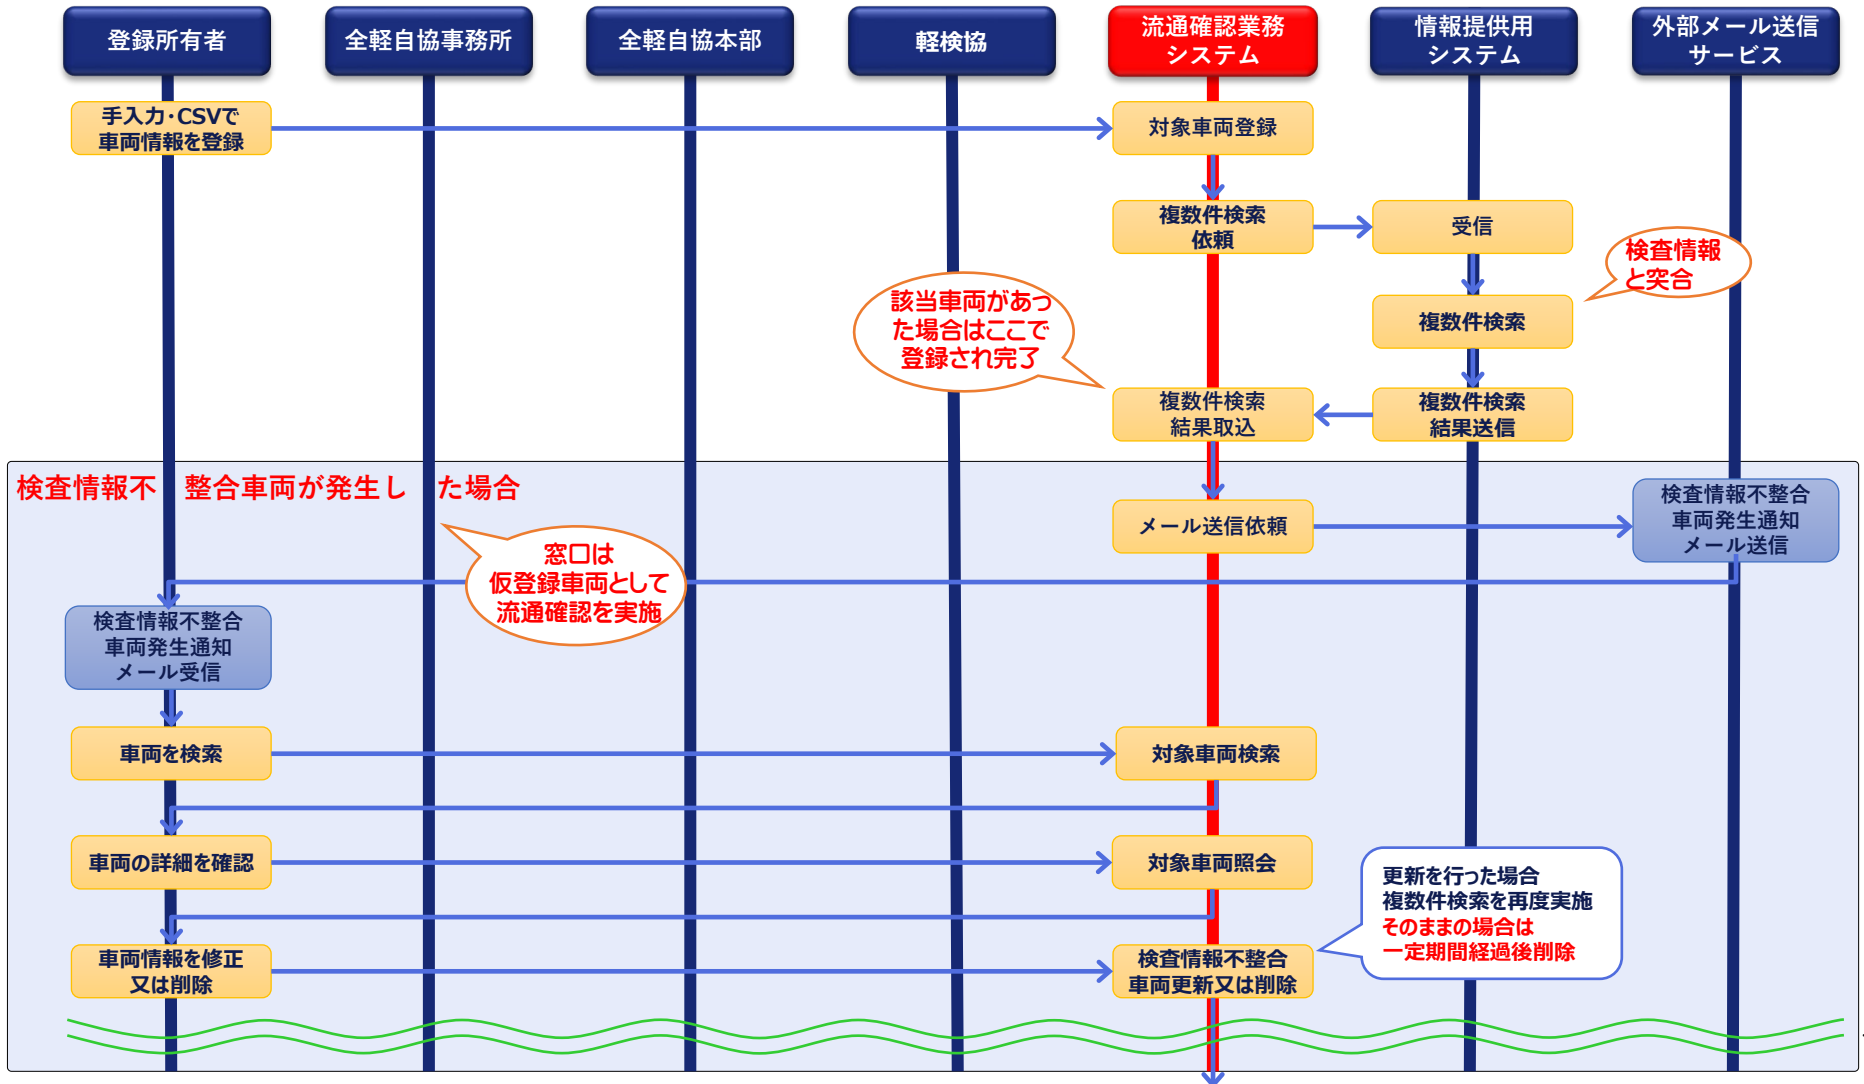 登録所有者
全軽自協事務所
全軽自協本部
軽検協
流通確認業務
システム
情報提供用
システム
外部メール送信
サービス
手入力・CSVで
車両情報を登録
対象車両登録
複数件検索
依頼
受信
検査情報
と突合
複数件検索
該当車両があっ
た場合はここで
登録され完了
複数件検索
結果取込
複数件検索
結果送信
検査情報不整合車両が発生した場合
メール送信依頼
検査情報不整合
車両発生通知
メール送信
窓口は
仮登録車両として
流通確認を実施
検査情報不整合
車両発生通知
メール受信
車両を検索
対象車両検索
車両の詳細を確認
対象車両照会
更新を行った場合
複数件検索を再度実施
そのままの場合は
一定期間経過後削除
車両情報を修正
又は削除
検査情報不整合
車両更新又は削除